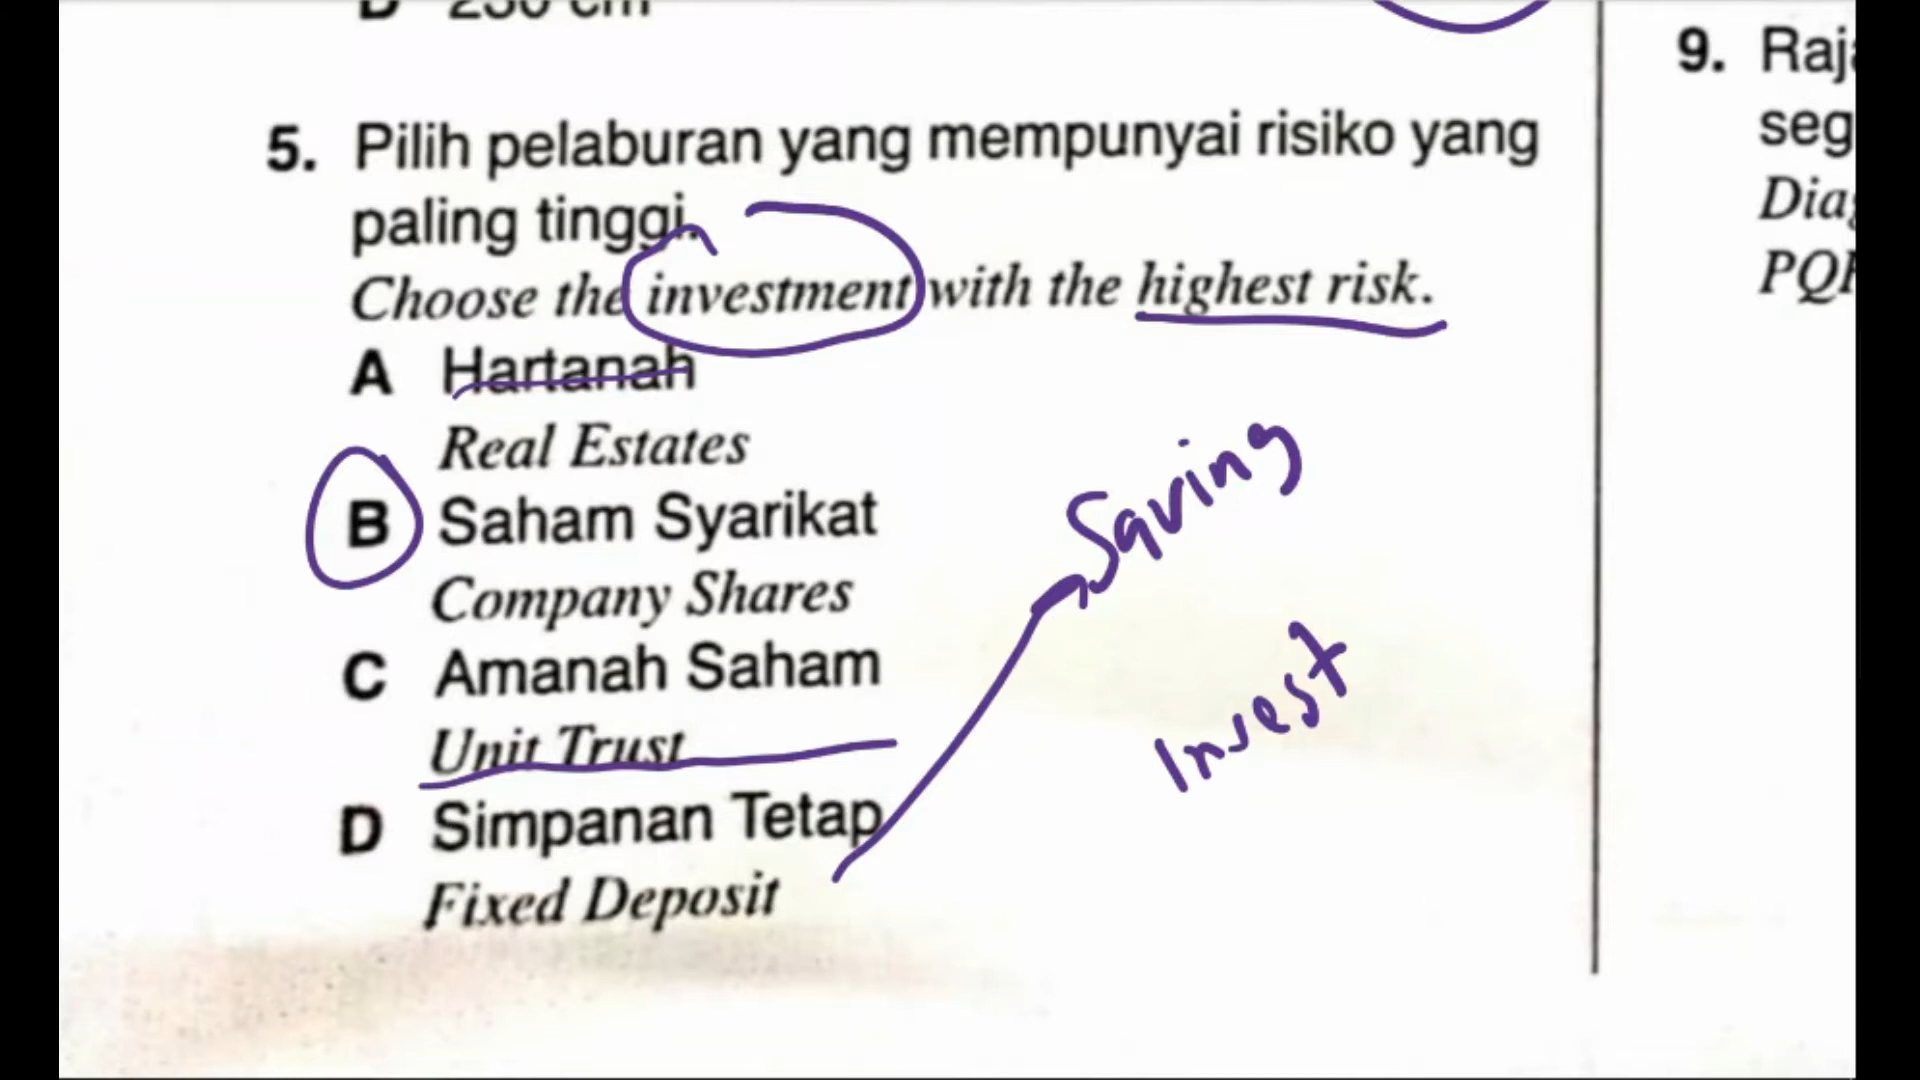 5. Pilih pelaburan yang mempunyai risiko yang
paling tinggi.
Choose the investment with the highest risk.
A Hartanah
Real Estates
B Saham Syarikat
Company Shares
C Amanah Saham
Unit Trust
D Simpanan Tetap
Fixed Deposit
Saving
Invest
9.